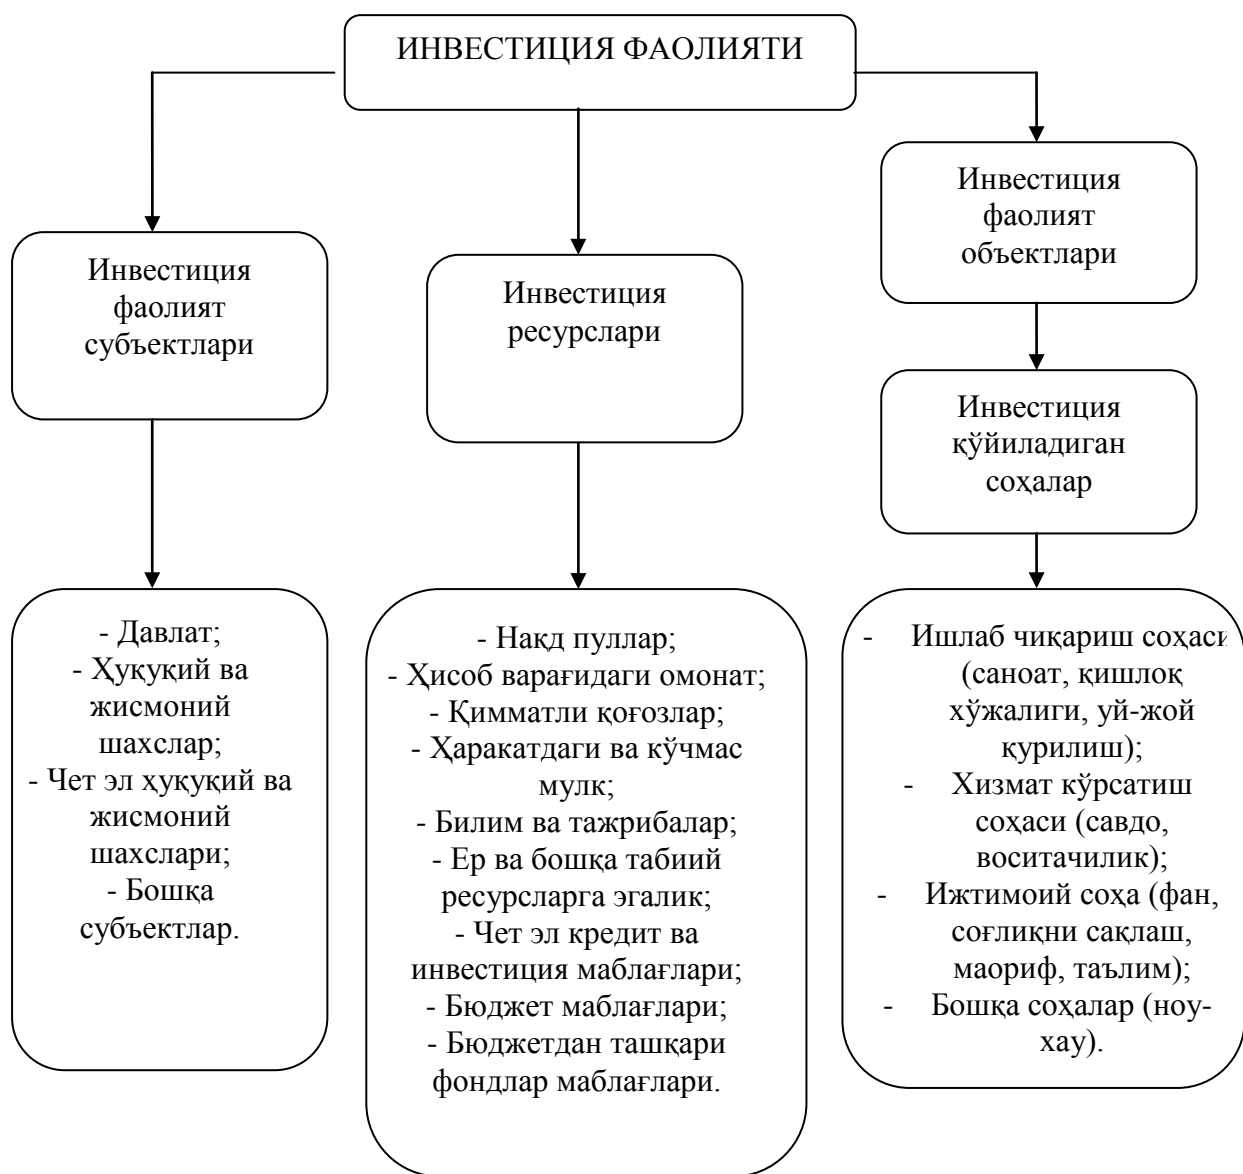 ИНВЕСТИЦИЯ ФАОЛИЯТИ
Инвестиция
фаолият
субъектлари
- Давлат;
- Ҳуқуқий ва
жисмоний
шахслар;
- Чет эл ҳуқуқий ва
жисмоний
шахслари;
- Бошқа
субъектлар.
Инвестиция
ресурслари
- Нақд пуллар;
- Ҳисоб варағидаги омонат;
- Қимматли қоғозлар;
- Ҳаракатдаги ва кўчмас
мулк;
- Билим ва тажрибалар;
- Ер ва бошқа табиий
ресурсларга эгалик;
- Чет эл кредит ва
инвестиция маблағлари;
- Бюджет маблағлари;
- Бюджетдан ташқари
фондлар маблағлари.
Инвестиция
фаолият
объектлари
Инвестиция
қўйиладиган
соҳалар
- Ишлаб чиқариш соҳаси
(саноат, қишлоқ
хўжалиги, уй-жой
қурилиш);
- Хизмат кўрсатиш
соҳаси (савдо,
воситачилик);
- Ижтимоий соҳа (фан,
соғлиқни сақлаш,
маориф, таълим);
- Бошқа соҳалар (ноу-
хау).